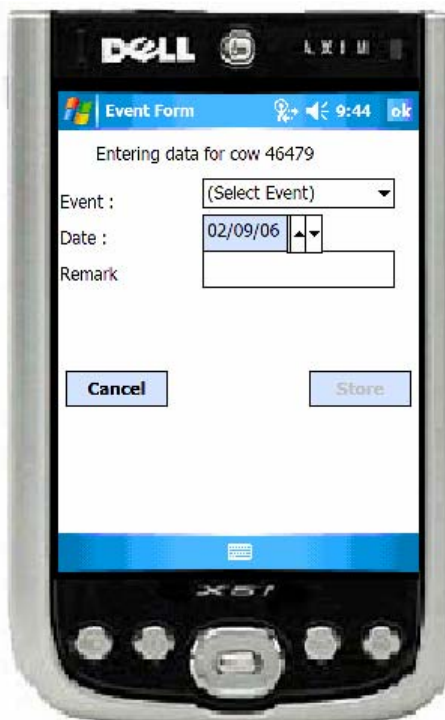 DELL
AXIM
Event Form 9:44 ok
Entering data for cow 46479
Event : (Select Event)
Date : 02/09/06
Remark
Cancel Store
X51